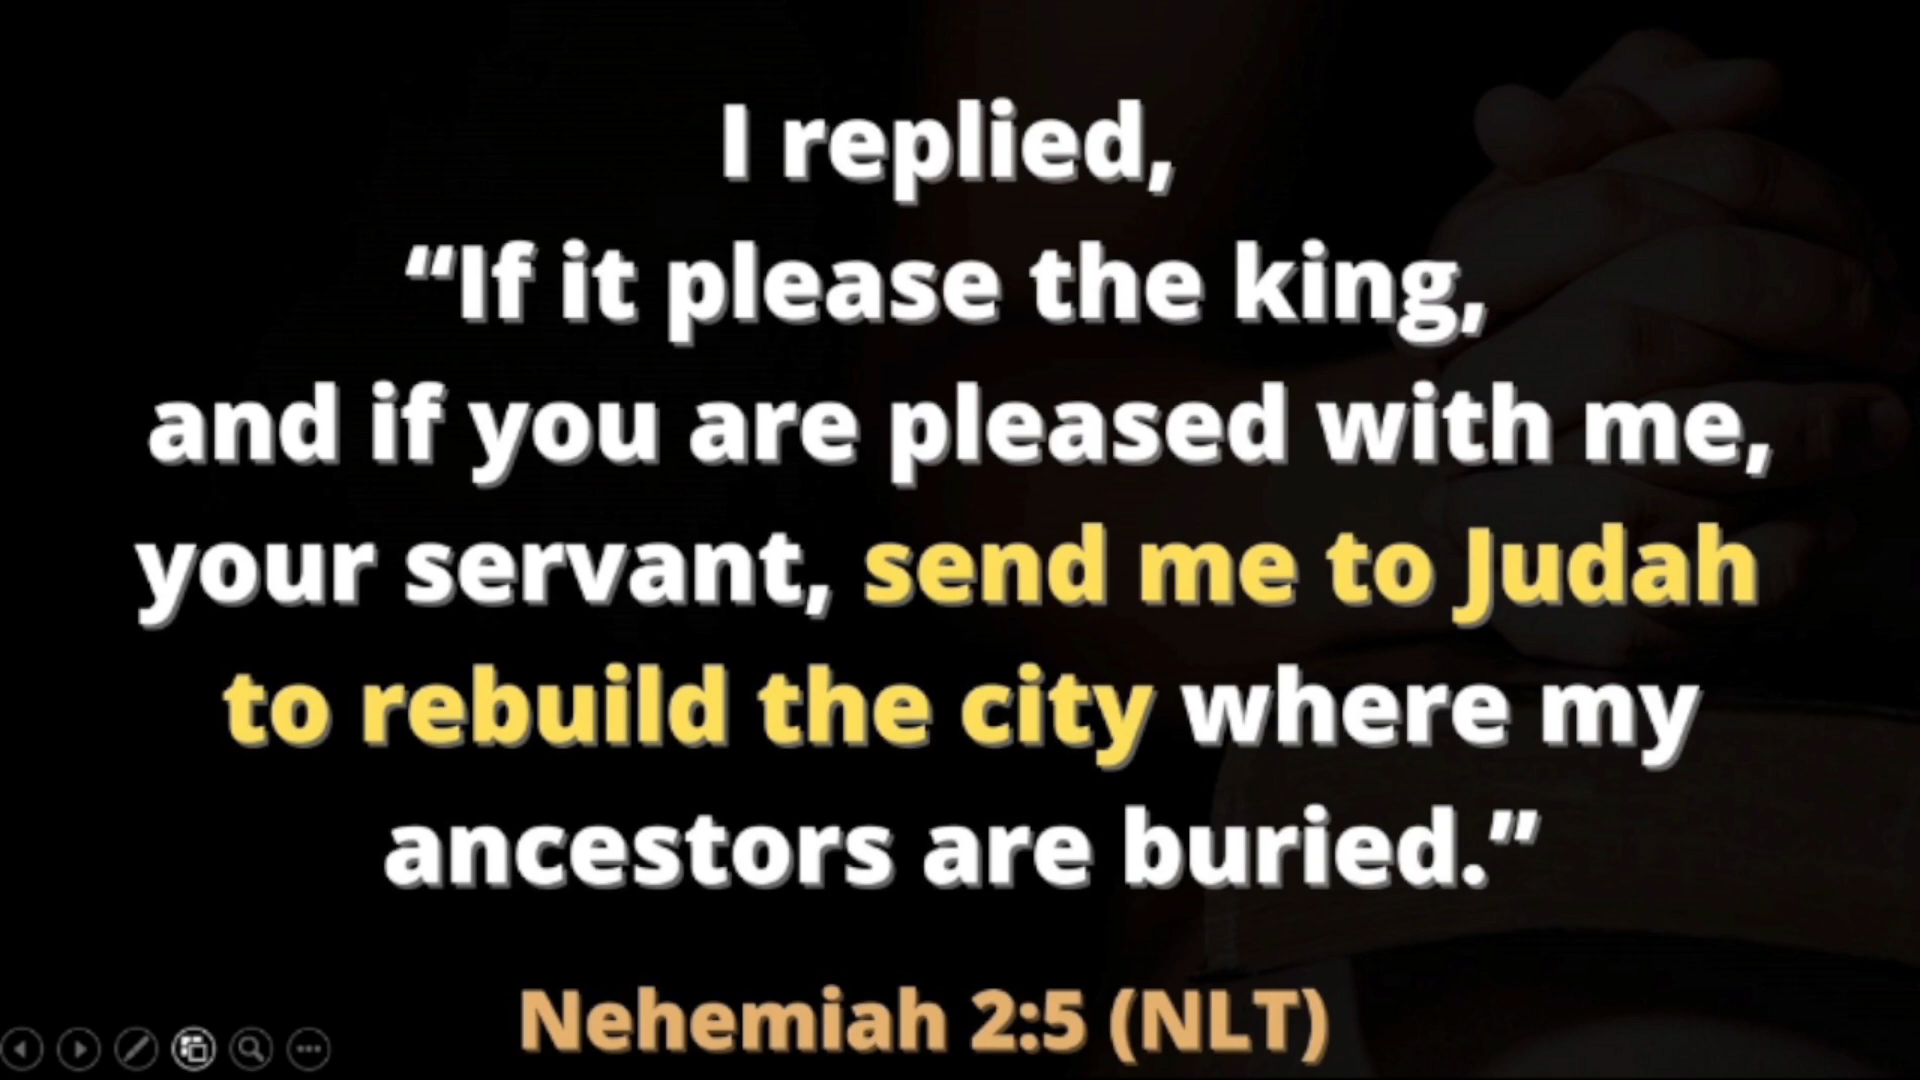 I replied,
“If it please the king,
and if you are pleased with me,
your servant, send me to Judah
to rebuild the city where my
ancestors are buried.”
Nehemiah 2:5 (NLT)